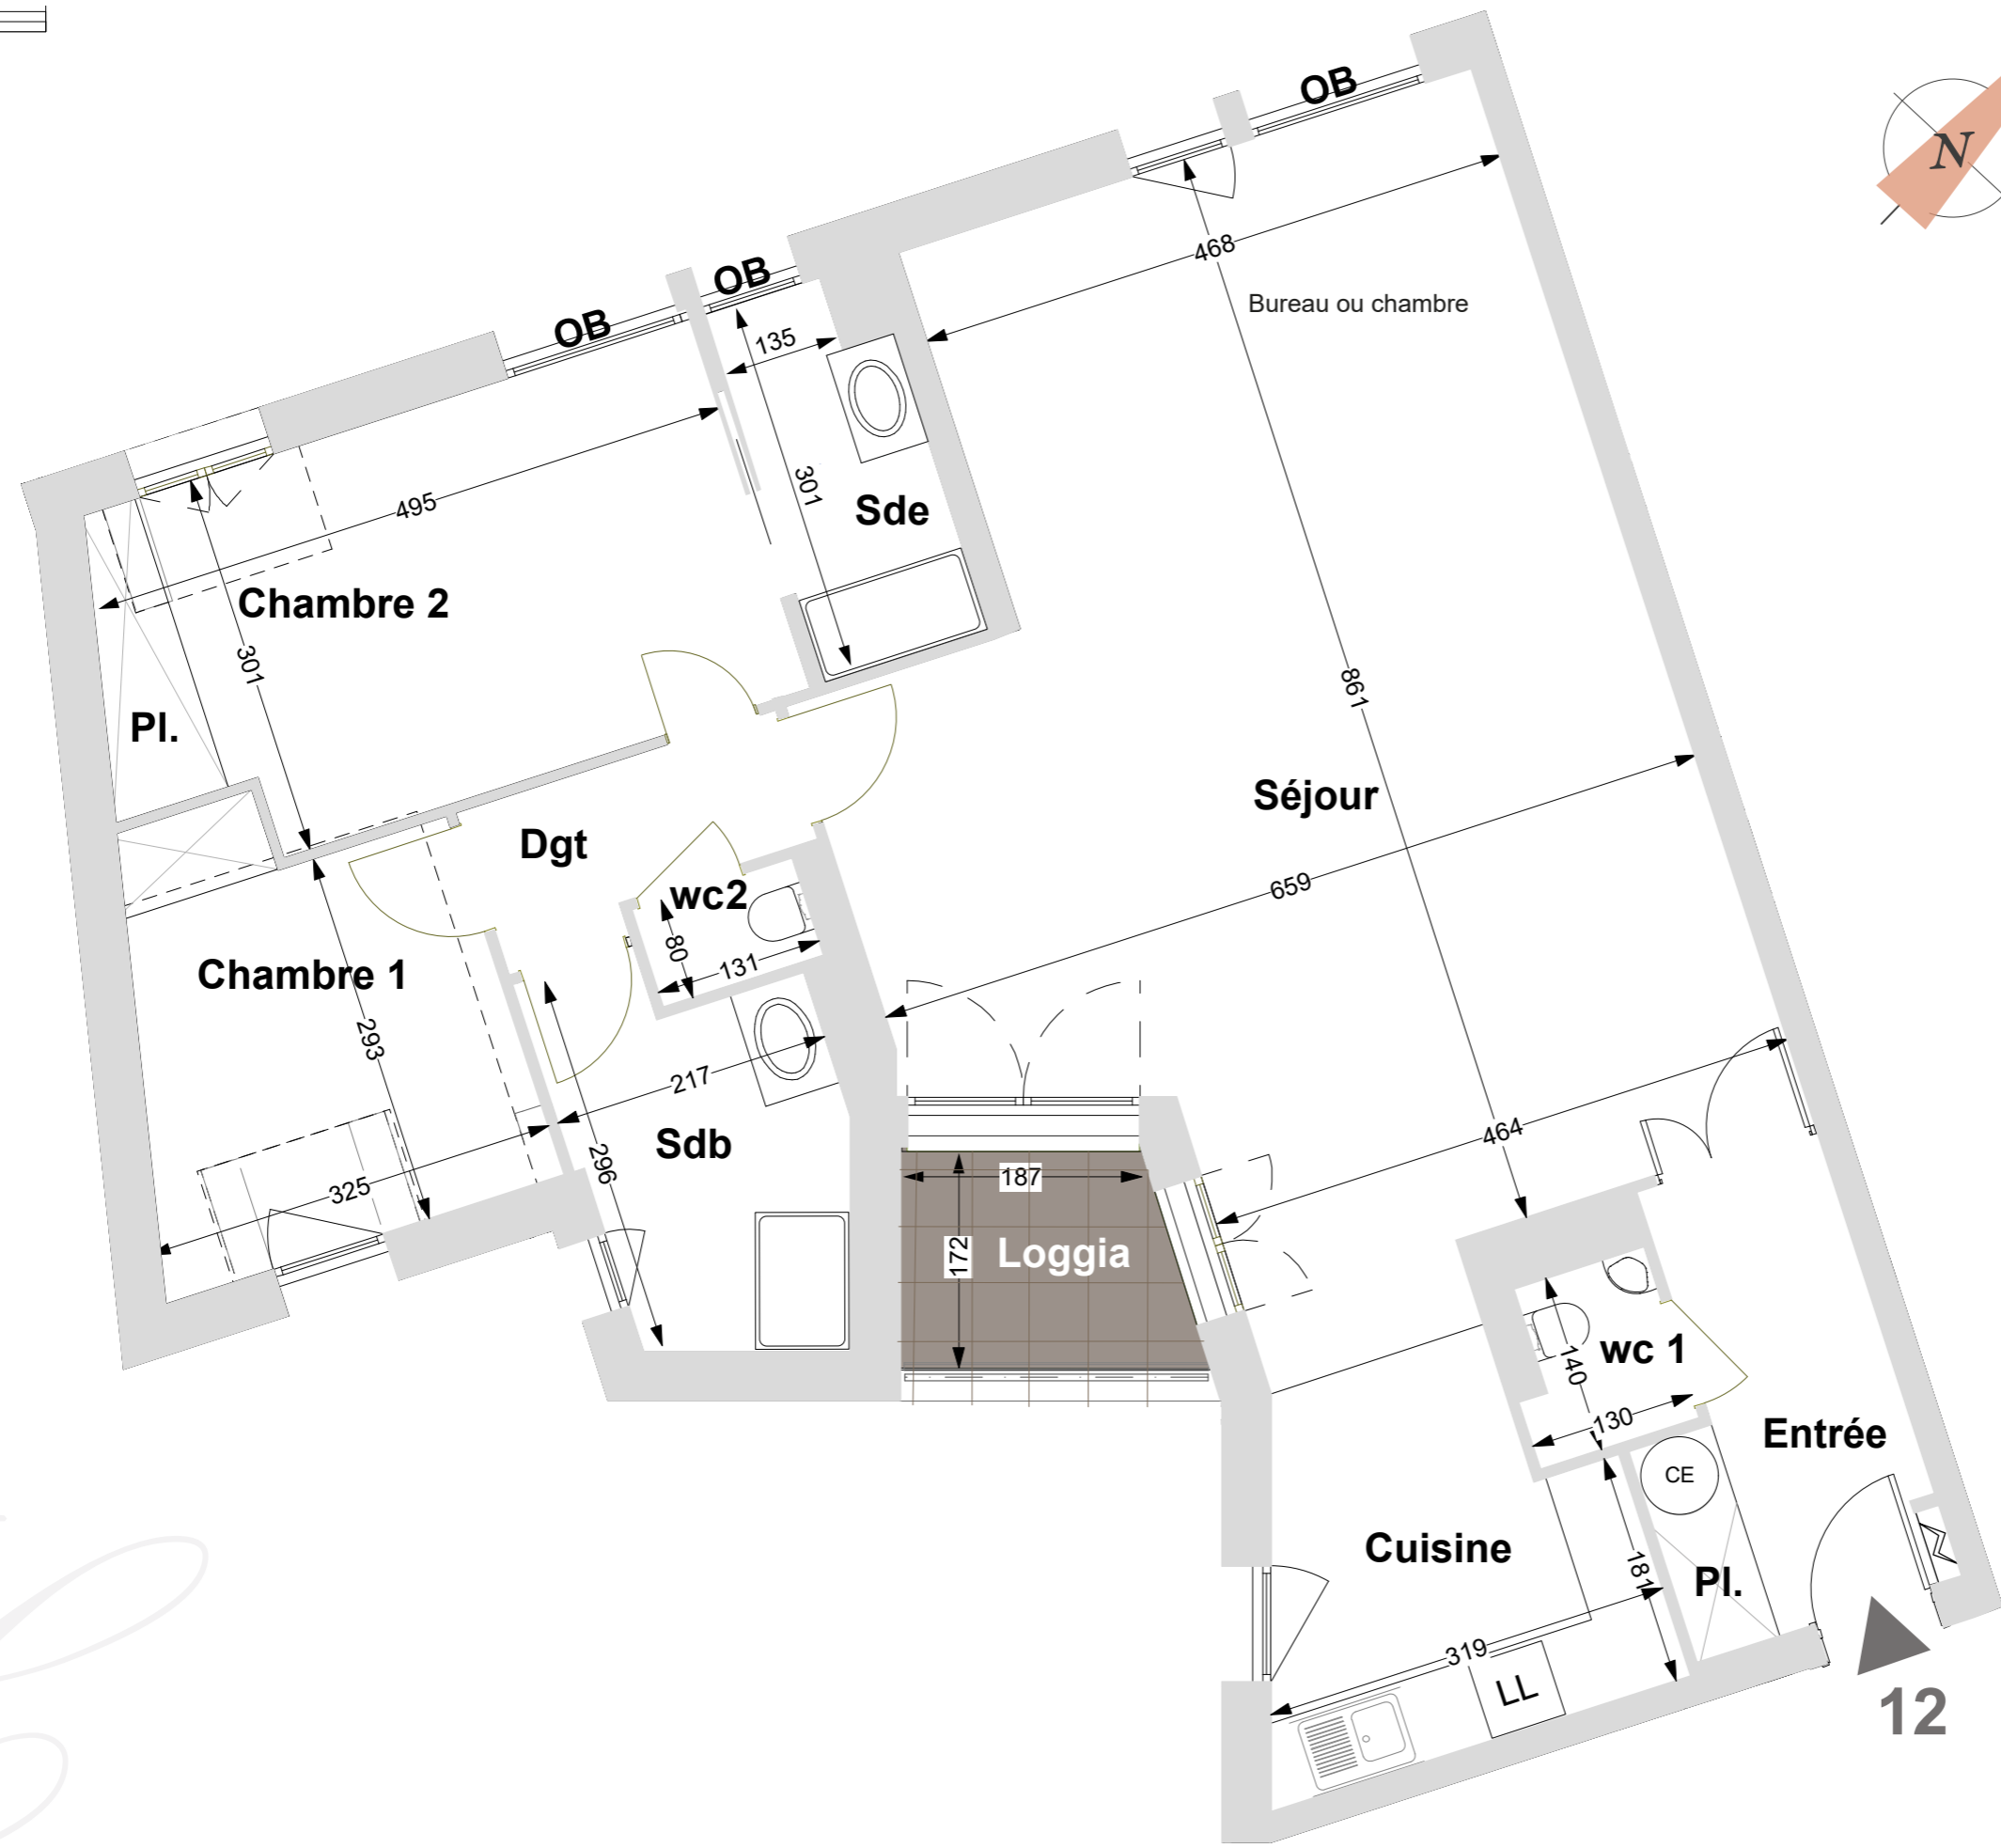 OB
N
468
OB
Bureau ou chambre
OB
135
301
495
Sde
Chambre 2
301
861
Pl.
Séjour
Dgt
659
wc2
80
131
Chambre 1
293
217
464
Sdb
296
187
325
172
Loggia
wc 1
140
130
Entrée
CE
Cuisine
181
Pl.
319
LL
12